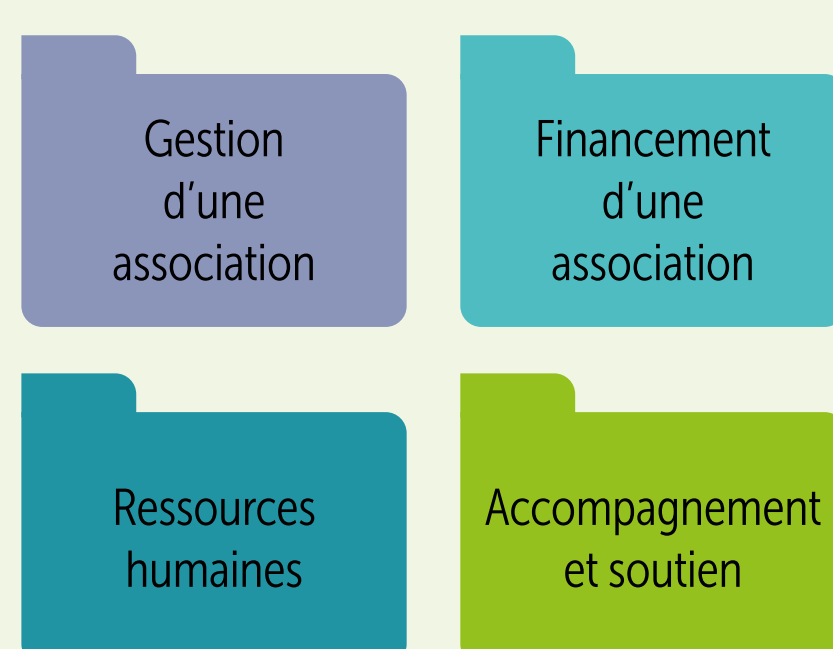 Gestion
d'une
association
Financement
d'une
association
Ressources
humaines
Accompagnement
et soutien